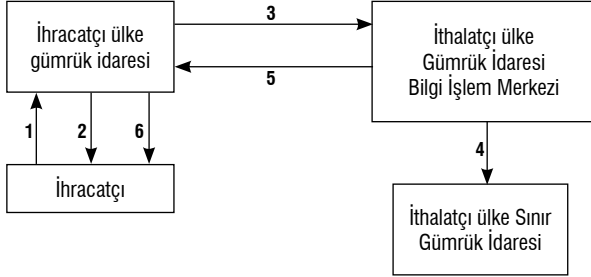 İhracatçı ülke
gümrük idaresi
3
5
İthalatçı ülke
Gümrük İdaresi
Bilgi İşlem Merkezi
1
2
6
4
İhracatçı
İthalatçı ülke Sınır
Gümrük İdaresi